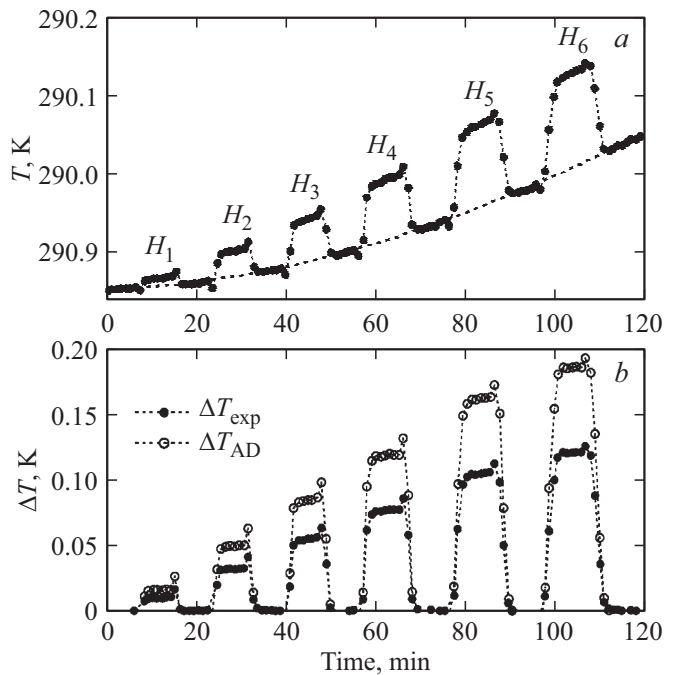 290.2
a
H6
290.1
H5
T, K
H4
290.0
H3
H2
290.9
H1
0 20 40 60 80 100 120
0.20
b
0.15
ΔTexp
ΔTAD
ΔT, K
0.10
0.05
0
0 20 40 60 80 100 120
Time, min